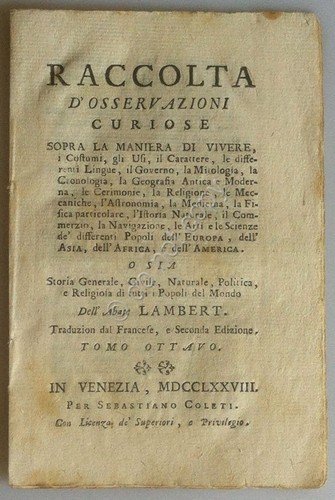 RACCOLTA
D'OSSERVAZIONI
CURIOSE
SOPRA LA MANIERA DI VIVERE,
i Costumi, gli Usi, il Carattere, le diffe-
renti Lingue, il Governo, la Mitologia, la
Cronologia, la Geografia Antica e Moder-
na, le Cerimonie, la Religione, le Mec-
caniche, l'Astronomia, la Medicina, la Fi-
sica particolare, l'Istoria Naturale, il Com-
merzio, la Navigazione, le Arti e le Scienze
de' differenti Popoli dell' EUROPA, dell'
ASIA, dell' AFRICA, dell' AMERICA.
O SIA
Storia Generale, Civile, Naturale, Politica,
e Religiosa di tutti i Popoli del Mondo
Dell' Abate LAMBERT.
Traduzion dal Francese, e Seconda Edizione.
TOMO OTTAVO.
IN VENEZIA, MDCCLXXVIII.
PER SEBASTIANO COLETI.
Con Licenza de' Superiori, e Privilegio.